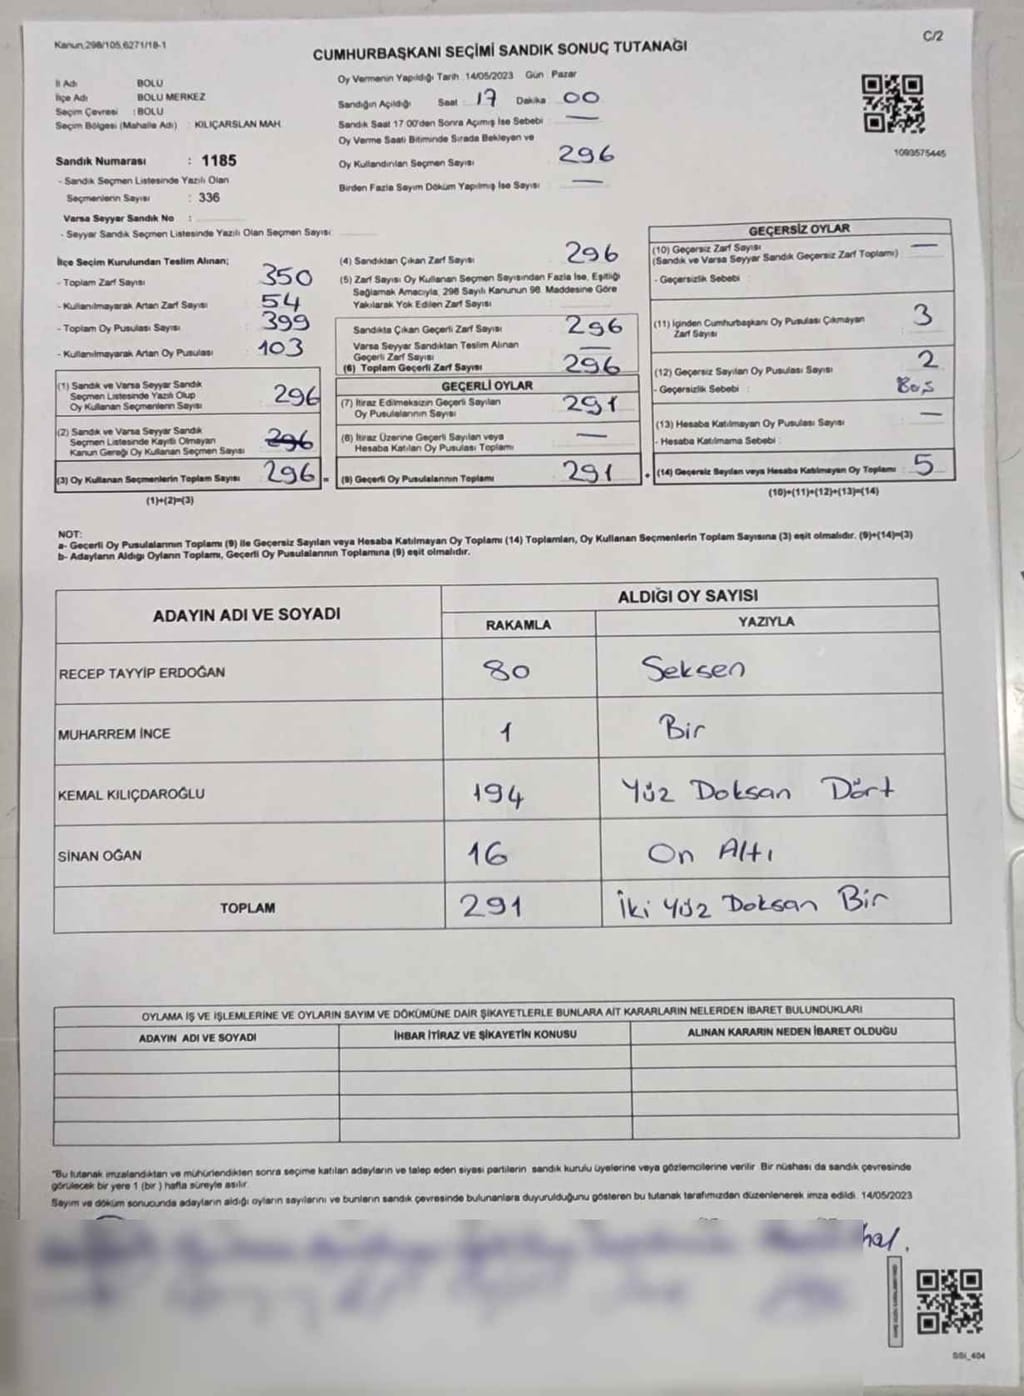 Kanun;298/105,6271/18-1
C/2
CUMHURBAŞKANI SEÇİMİ SANDIK SONUÇ TUTANAĞI
İl Adı BOLU
İlçe Adı BOLU MERKEZ
Seçim Çevresi : BOLU
Seçim Bölgesi (Mahalle Adı) : KILIÇARSLAN MAH.
Sandık Numarası : 1185
- Sandık Seçmen Listesinde Yazılı Olan
Seçmenlerin Sayısı : 336
Varsa Seyyar Sandık No :
- Seyyar Sandık Seçmen Listesinde Yazılı Olan Seçmen Sayısı:
Oy Vermenin Yapıldığı Tarih 14/05/2023 Gün Pazar
Sandığın Açıldığı Saat 17 Dakika 00
Sandık Saat 17 00'den Sonra Açımış İse Sebebi —
Oy Verme Saati Bitiminde Sırada Bekleyen ve
Oy Kullandırılan Seçmen Sayısı 296
Birden Fazla Sayım Döküm Yapılmış İse Sayısı —
1093575445
İlçe Seçim Kurulundan Teslim Alınan;
- Toplam Zarf Sayısı 350
- Kullanılmayarak Artan Zarf Sayısı 54
- Toplam Oy Pusulası Sayısı 399
- Kullanılmayarak Artan Oy Pusulası 103
(1) Sandık ve Varsa Seyyar Sandık
Seçmen Listesinde Yazılı Olup
Oy Kullanan Seçmenlerin Sayısı 296
(2) Sandık ve Varsa Seyyar Sandık
Seçmen Listesinde Kayıtlı Olmayan
Kanun Gereği Oy Kullanan Seçmen Sayısı 296
(3) Oy Kullanan Seçmenlerin Toplam Sayısı 296 =
(1)+(2)=(3)
(4) Sandıktan Çıkan Zarf Sayısı 296
(5) Zarf Sayısı Oy Kullanan Seçmen Sayısından Fazla İse, Eşitliği
Sağlamak Amacıyla, 298 Sayılı Kanunun 98. Maddesine Göre
Yakılarak Yok Edilen Zarf Sayısı
Sandıkta Çıkan Geçerli Zarf Sayısı 296
Varsa Seyyar Sandıktan Teslim Alınan
Geçerli Zarf Sayısı —
(6) Toplam Geçerli Zarf Sayısı 296
GEÇERLİ OYLAR
(7) İtiraz Edilmeksizin Geçerli Sayılan
Oy Pusulalarının Sayısı 291
(8) İtiraz Üzerine Geçerli Sayılan veya
Hesaba Katılan Oy Pusulası Toplamı —
(9) Geçerli Oy Pusulalarının Toplamı 291 +
GEÇERSİZ OYLAR
(10) Geçersiz Zarf Sayısı —
(Sandık ve Varsa Seyyar Sandık Geçersiz Zarf Toplamı)
- Geçersizlik Sebebi :
(11) İçinden Cumhurbaşkanı Oy Pusulası Çıkmayan
Zarf Sayısı 3
(12) Geçersiz Sayılan Oy Pusulası Sayısı 2
- Geçersizlik Sebebi : Boş
(13) Hesaba Katılmayan Oy Pusulası Sayısı —
- Hesaba Katılmama Sebebi :
(14) Geçersiz Sayılan veya Hesaba Katılmayan Oy Toplamı 5
(10)+(11)+(12)+(13)=(14)
NOT:
a- Geçerli Oy Pusulalarının Toplamı (9) ile Geçersiz Sayılan veya Hesaba Katılmayan Oy Toplamı (14) Toplamları, Oy Kullanan Seçmenlerin Toplam Sayısına (3) eşit olmalıdır. (9)+(14)=(3)
b- Adayların Aldığı Oyların Toplamı, Geçerli Oy Pusulalarının Toplamına (9) eşit olmalıdır.
ADAYIN ADI VE SOYADI
ALDIĞI OY SAYISI
RAKAMLA YAZIYLA
RECEP TAYYİP ERDOĞAN 80 Seksen
MUHARREM İNCE 1 Bir
KEMAL KILIÇDAROĞLU 194 Yüz Doksan Dört
SİNAN OĞAN 16 On Altı
TOPLAM 291 İki Yüz Doksan Bir
OYLAMA İŞ VE İŞLEMLERİNE VE OYLARIN SAYIM VE DÖKÜMÜNE DAİR ŞİKAYETLERLE BUNLARA AİT KARARLARIN NELERDEN İBARET BULUNDUKLARI
ADAYIN ADI VE SOYADI İHBAR İTİRAZ VE ŞİKAYETİN KONUSU ALINAN KARARIN NEDEN İBARET OLDUĞU
"Bu tutanak imzalandıktan ve mühürlendikten sonra seçime katılan adayların ve talep eden siyasi partilerin sandık kurulu üyelerine veya gözlemcilerine verilir Bir nüshası da sandık çevresinde
görülecek bir yere 1 (bir) hafta süreyle asılır.
Sayım ve döküm sonucunda adayların aldığı oyların sayılarını ve bunların sandık çevresinde bulunanlara duyurulduğunu gösteren bu tutanak tarafımızdan düzenlenerek imza edildi. 14/05/2023
hal.
SSI_404